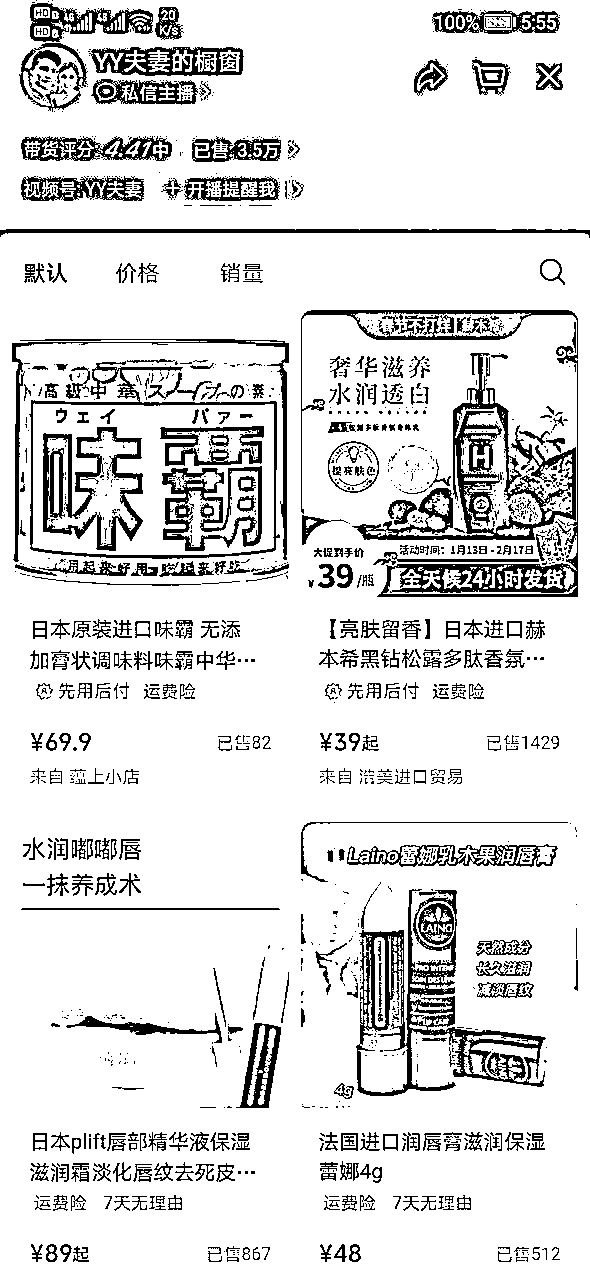 20
K/s
100%
5:55
YY夫妻的橱窗
私信主播
带货评分 4.41中 已售 3.5万
视频号:YY夫妻 开播提醒我
默认 价格 销量
高級中華スープの素
ウェイ パァー
味覇
奢华滋养
水润透白
提亮肤色
活动时间：1月13日-2月17日
大促到手价
¥39/瓶
全天候24小时发货
日本原装进口味霸 无添
加膏状调味料味霸中华…
先用后付 运费险
¥69.9 已售82
来自 蕴上小店
【亮肤留香】日本进口赫
本希黑钻松露多肽香氛…
先用后付 运费险
¥39起 已售1429
水润嘟嘟唇
一抹养成术
Laino蕾娜乳木果润唇膏
LAINO
天然成分
长久滋润
减淡唇纹
4g
日本plift唇部精华液保湿
滋润霜淡化唇纹去死皮…
运费险 7天无理由
¥89起 已售867
法国进口润唇膏滋润保湿
蕾娜4g
运费险 7天无理由
¥48 已售512